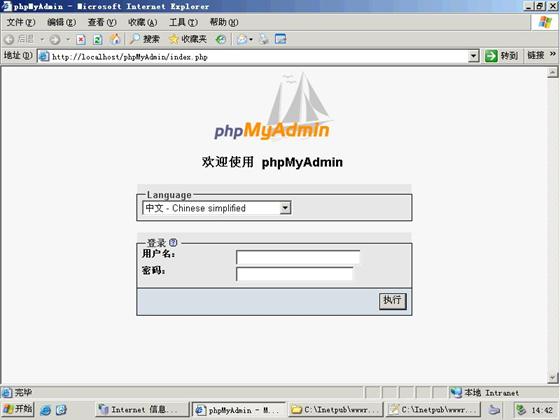 phpMyAdmin - Microsoft Internet Explorer
文件(F) 编辑(E) 查看(V) 收藏(A) 工具(T) 帮助(H)
后退 搜索 收藏夹
地址(D) http://localhost/phpMyAdmin/index.php 转到 链接 »
phpMyAdmin
欢迎使用 phpMyAdmin
Language
中文 - Chinese simplified
登录
用户名:
密码:
执行
完毕 本地 Intranet
开始 Internet 信息... phpMyAdmin - M... C:\Inetpub\wwwr... C:\Inetpub\wwwr... 14:42